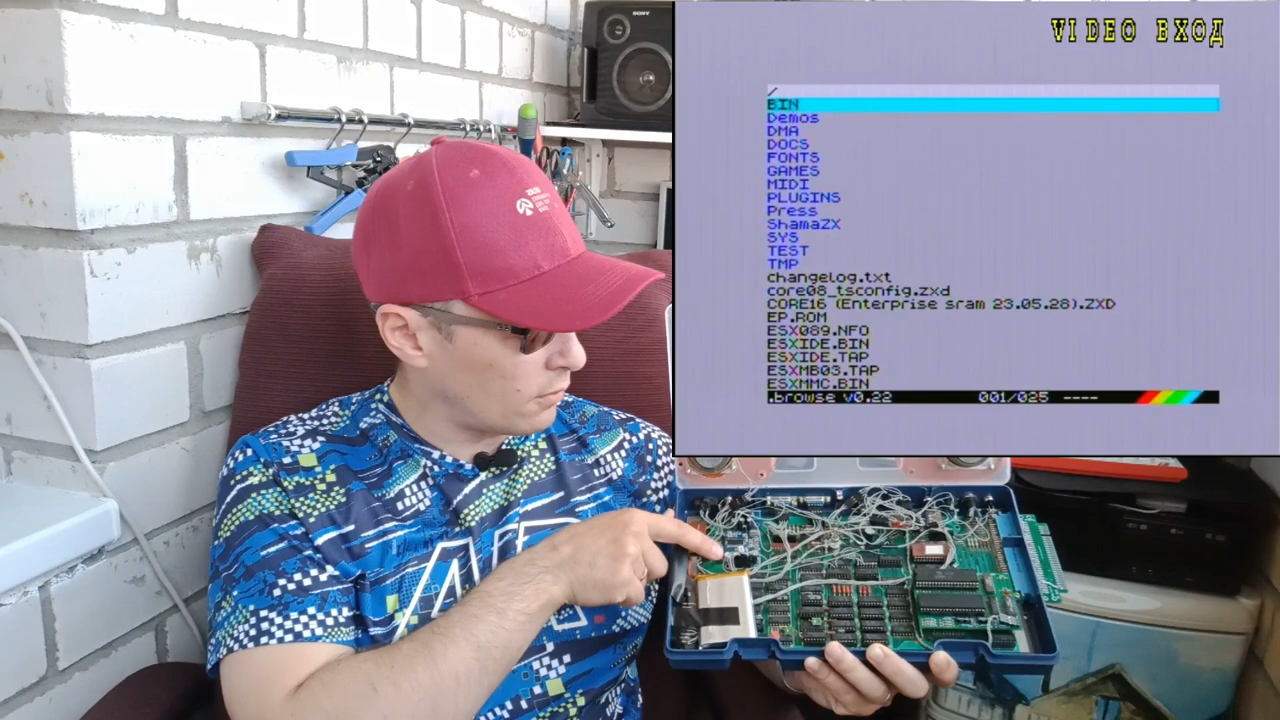 SONY
VIDEO ВХОД
/
BIN
Demos
DMA
DOCS
FONTS
GAMES
MIDI
PLUGINS
Press
ShamaZX
SYS
TEST
TMP
changelog.txt
core08_tsconfig.zxd
CORE16 (Enterprise sram 23.05.28).ZXD
EP.ROM
ESX089.NFO
ESXIDE.BIN
ESXIDE.TAP
ESXMB03.TAP
ESXMMC.BIN
.browse v0.22 001/025 ----